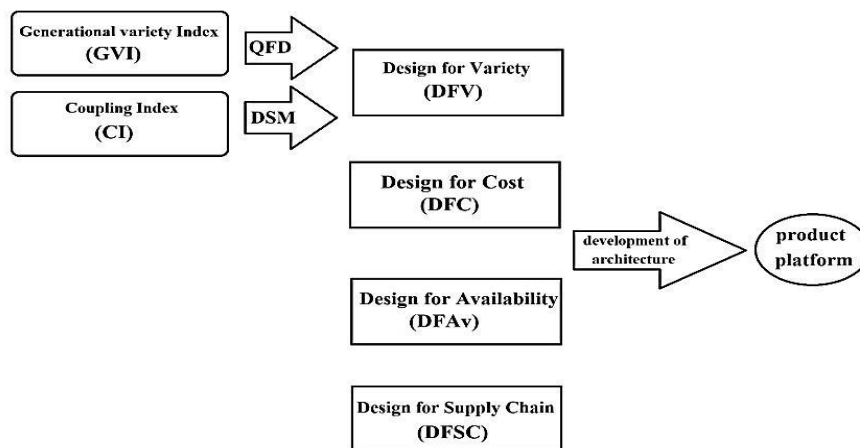 Generational variety Index
(GVI)
QFD
Coupling Index
(CI)
DSM
Design for Variety
(DFV)
Design for Cost
(DFC)
Design for Availability
(DFAv)
Design for Supply Chain
(DFSC)
development of
architecture
product
platform